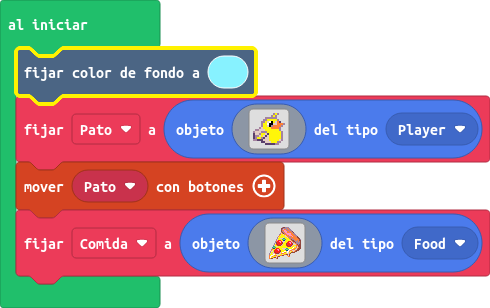 al iniciar
fijar color de fondo a
fijar Pato a objeto del tipo Player
mover Pato con botones
fijar Comida a objeto del tipo Food